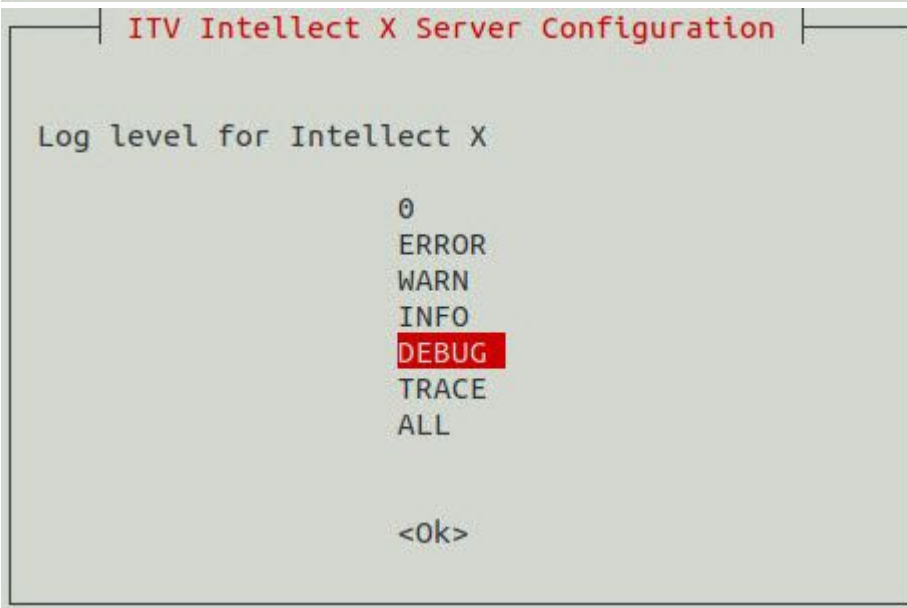 ITV Intellect X Server Configuration
Log level for Intellect X
0
ERROR
WARN
INFO
DEBUG
TRACE
ALL
<Ok>